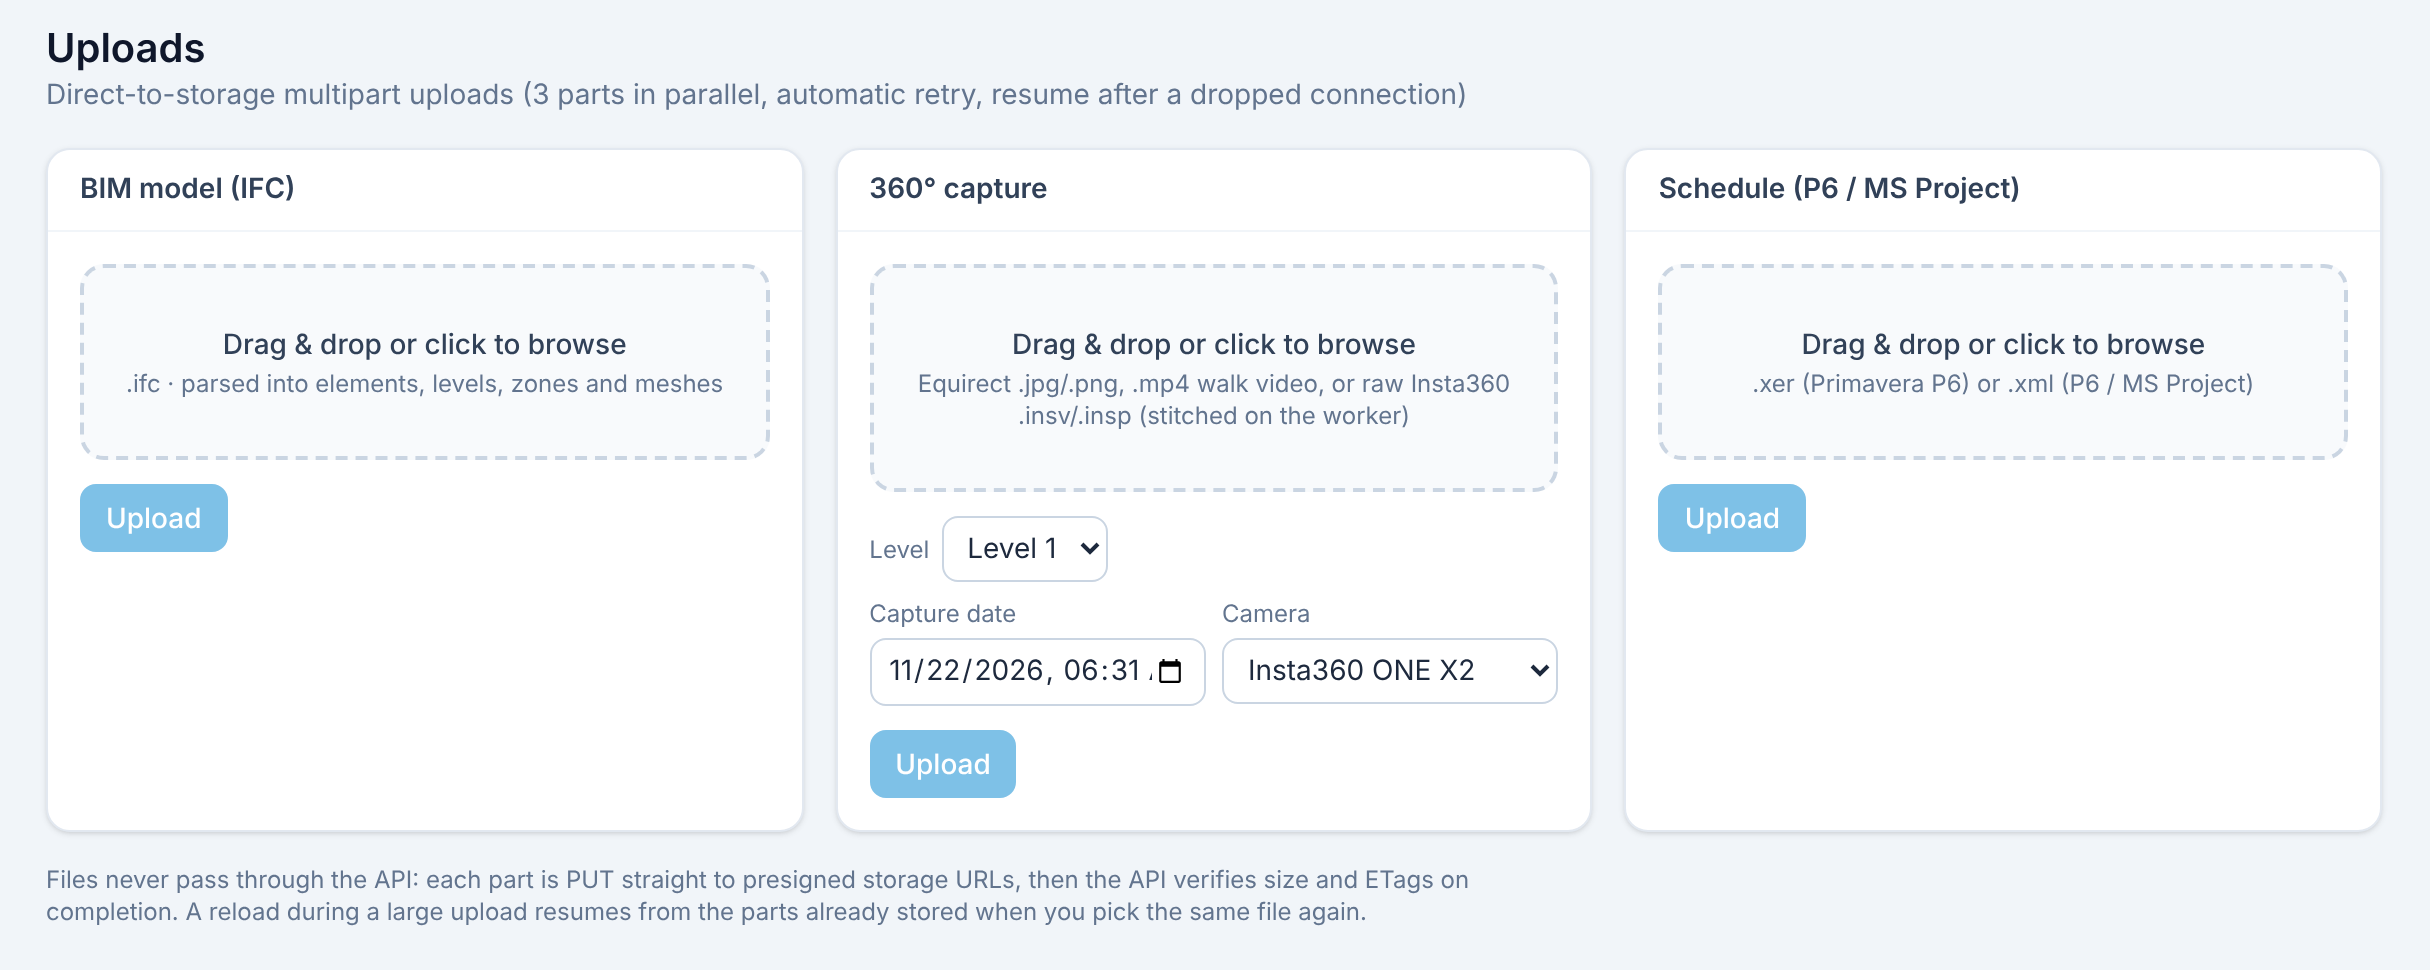 Uploads
Direct-to-storage multipart uploads (3 parts in parallel, automatic retry, resume after a dropped connection)
BIM model (IFC)
Drag & drop or click to browse
.ifc · parsed into elements, levels, zones and meshes
Upload
360° capture
Drag & drop or click to browse
Equirect .jpg/.png, .mp4 walk video, or raw Insta360
.insv/.insp (stitched on the worker)
Level Level 1
Capture date Camera
11/22/2026, 06:31 Insta360 ONE X2
Upload
Schedule (P6 / MS Project)
Drag & drop or click to browse
.xer (Primavera P6) or .xml (P6 / MS Project)
Upload
Files never pass through the API: each part is PUT straight to presigned storage URLs, then the API verifies size and ETags on
completion. A reload during a large upload resumes from the parts already stored when you pick the same file again.